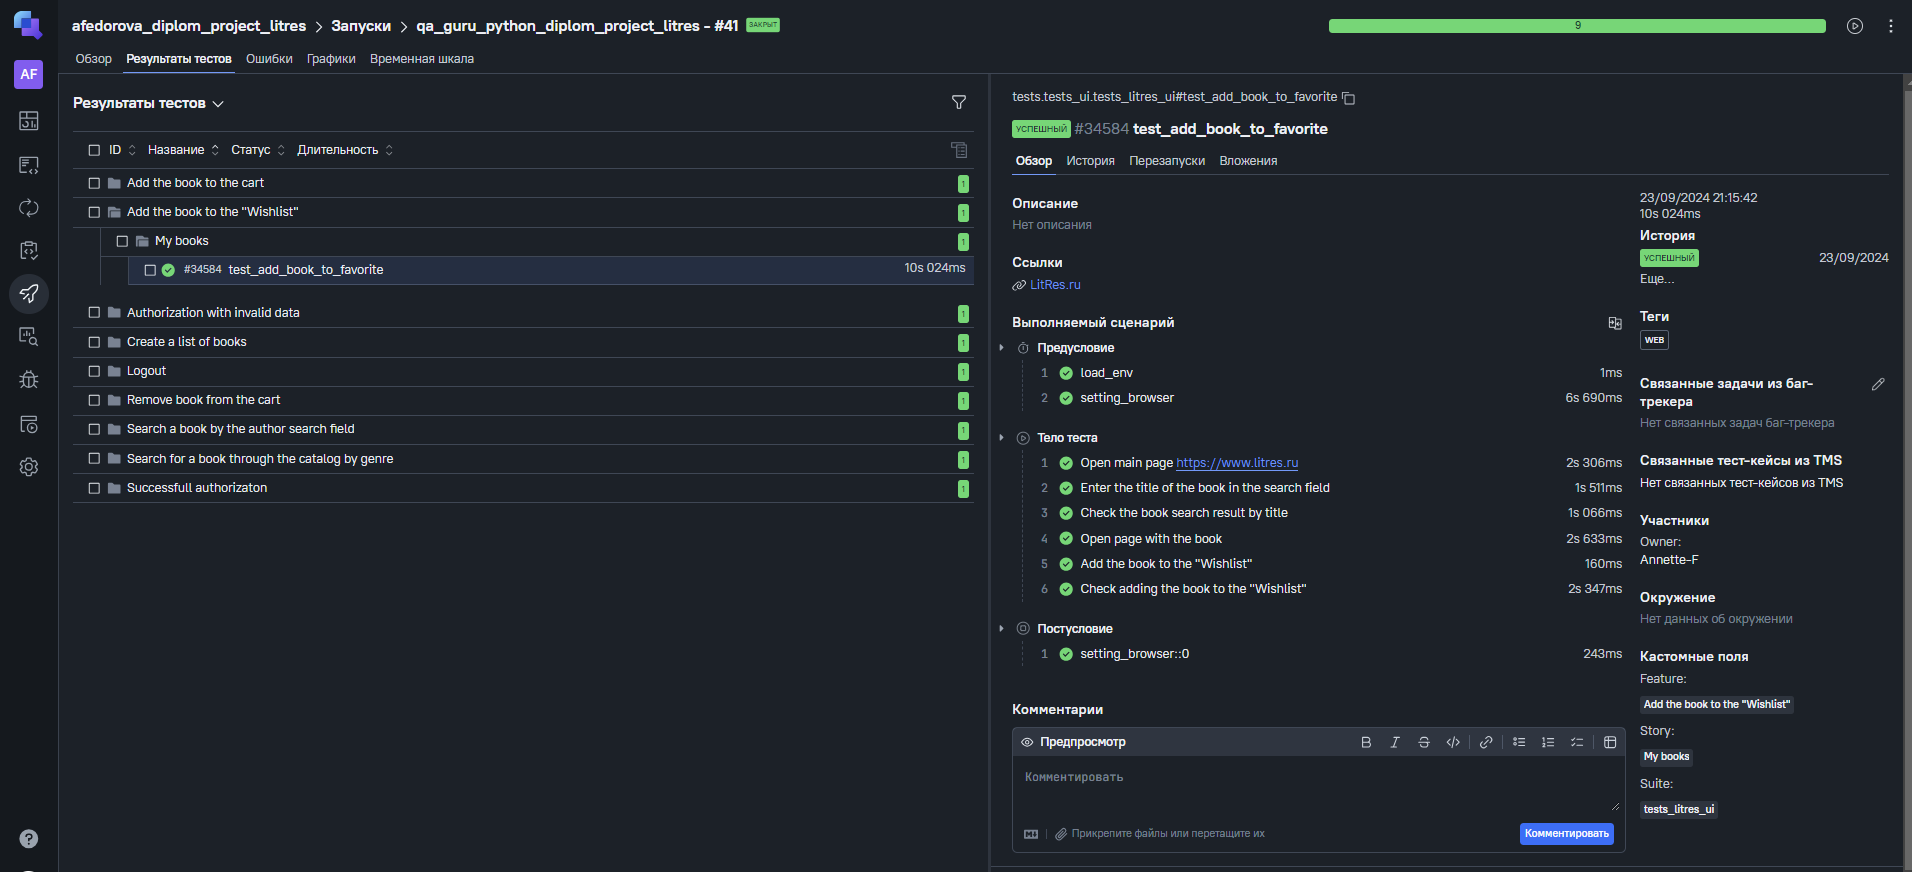 afedorova_diplom_project_litres > Запуски > qa_guru_python_diplom_project_litres - #41 ЗАКРЫТ
9
AF
Обзор Результаты тестов Ошибки Графики Временная шкала
Результаты тестов
ID Название Статус Длительность
Add the book to the cart 1
Add the book to the "Wishlist" 1
My books 1
#34584 test_add_book_to_favorite 10s 024ms
Authorization with invalid data 1
Create a list of books 1
Logout 1
Remove book from the cart 1
Search a book by the author search field 1
Search for a book through the catalog by genre 1
Successfull authorizaton 1
tests.tests_ui.tests_litres_ui#test_add_book_to_favorite
УСПЕШНЫЙ #34584 test_add_book_to_favorite
Обзор История Перезапуски Вложения
Описание
Нет описания
Ссылки
LitRes.ru
Выполняемый сценарий
Предусловие
1 load_env 1ms
2 setting_browser 6s 690ms
Тело теста
1 Open main page https://www.litres.ru 2s 306ms
2 Enter the title of the book in the search field 1s 511ms
3 Check the book search result by title 1s 066ms
4 Open page with the book 2s 633ms
5 Add the book to the "Wishlist" 160ms
6 Check adding the book to the "Wishlist" 2s 347ms
Постусловие
1 setting_browser::0 243ms
Комментарии
Предпросмотр
Комментировать
Прикрепите файлы или перетащите их
Комментировать
23/09/2024 21:15:42
10s 024ms
История
УСПЕШНЫЙ 23/09/2024
Еще...
Теги
WEB
Связанные задачи из баг-
трекера
Нет связанных задач баг-трекера
Связанные тест-кейсы из TMS
Нет связанных тест-кейсов из TMS
Участники
Owner:
Annette-F
Окружение
Нет данных об окружении
Кастомные поля
Feature:
Add the book to the "Wishlist"
Story:
My books
Suite:
tests_litres_ui